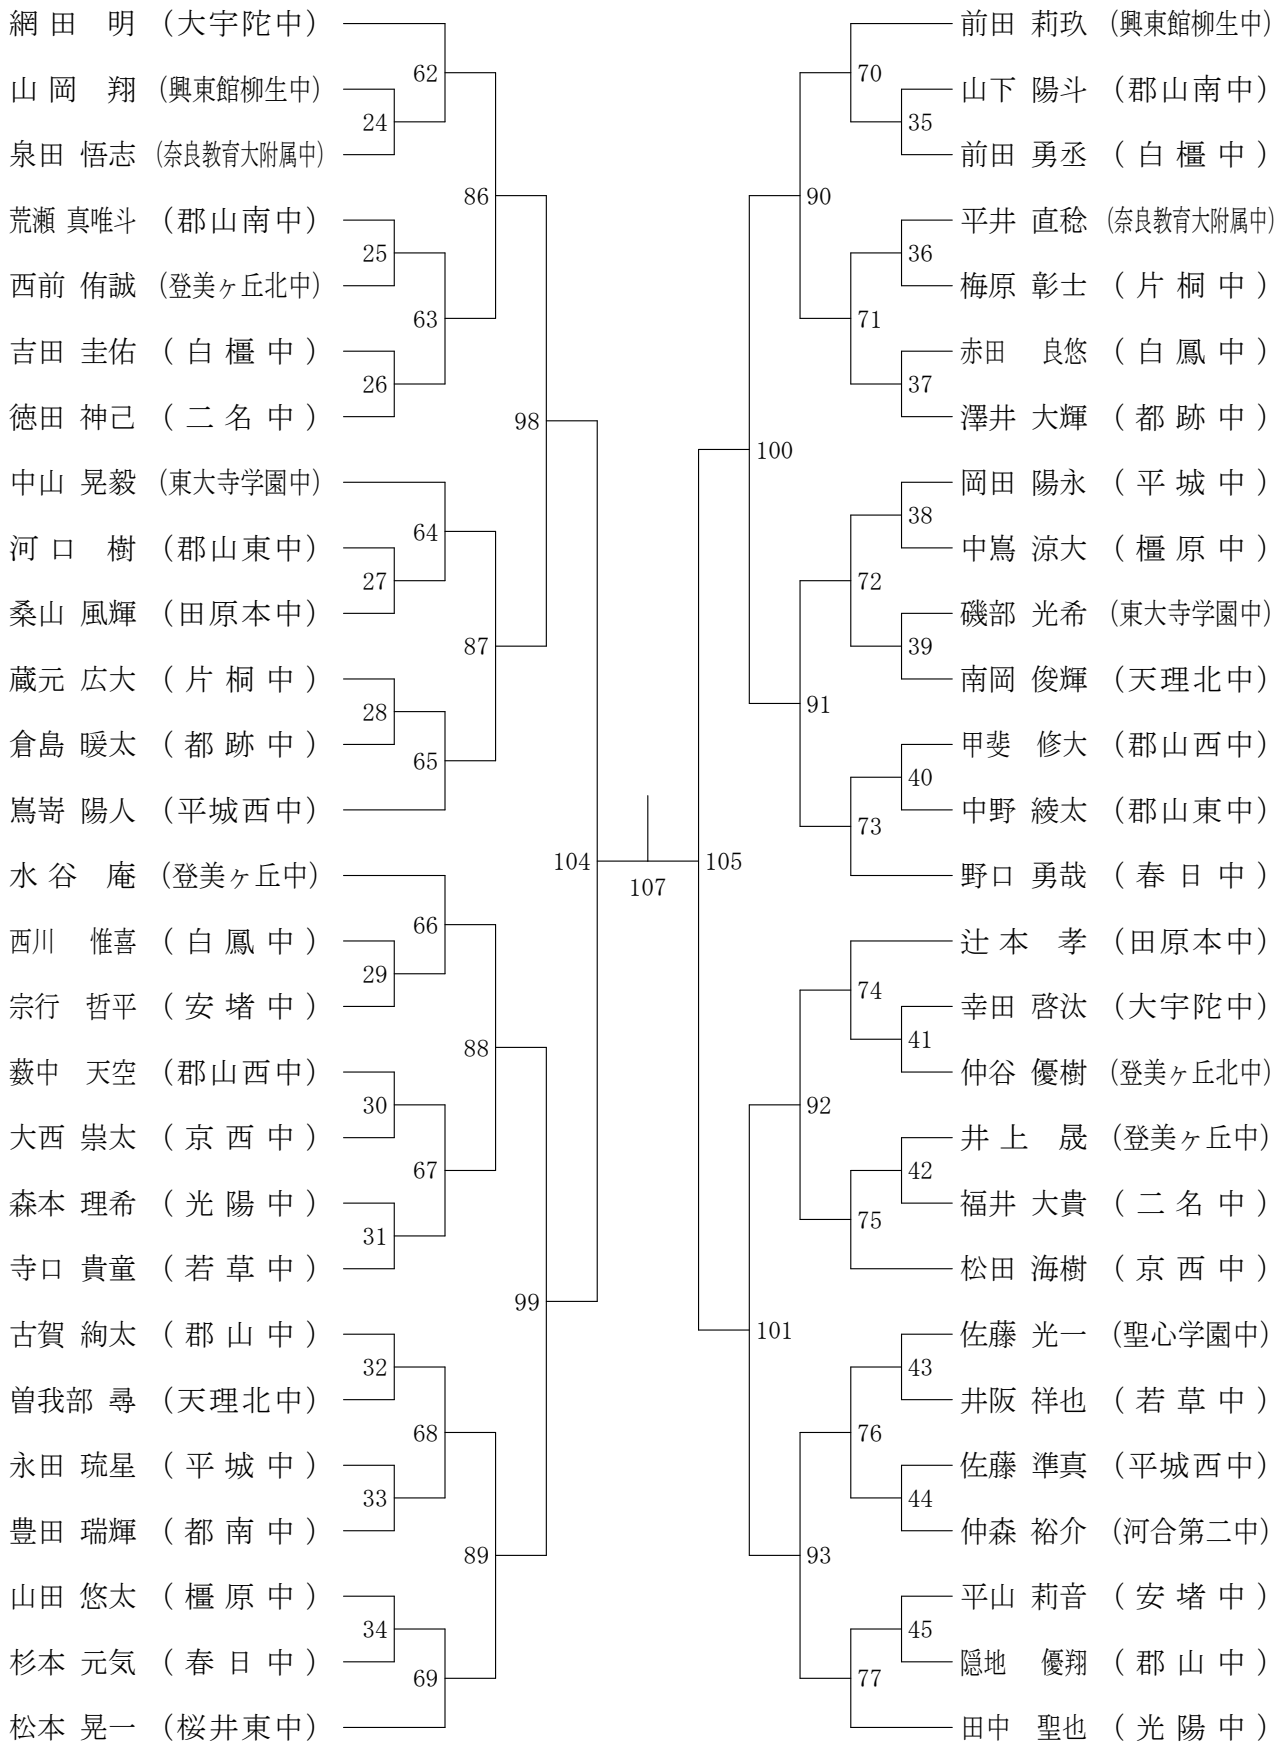 網田 明 (大宇陀中)
62
山岡 翔 (興東館柳生中)
24
泉田 悟志 (奈良教育大附属中)
86
荒瀬 真唯斗 (郡山南中)
25
西前 侑誠 (登美ヶ丘北中)
63
吉田 圭佑 (白橿中)
26
徳田 神己 (二名中)
98
中山 晃毅 (東大寺学園中)
64
河口 樹 (郡山東中)
27
桑山 風輝 (田原本中)
87
蔵元 広大 (片桐中)
28
倉島 暖太 (都跡中)
65
嶌嵜 陽人 (平城西中)
104
水谷 庵 (登美ヶ丘中)
66
西川 惟喜 (白鳳中)
29
宗行 哲平 (安堵中)
88
薮中 天空 (郡山西中)
30
大西 崇太 (京西中)
67
森本 理希 (光陽中)
31
寺口 貴童 (若草中)
99
古賀 絢太 (郡山中)
32
曽我部 尋 (天理北中)
68
永田 琉星 (平城中)
33
豊田 瑞輝 (都南中)
89
山田 悠太 (橿原中)
34
杉本 元気 (春日中)
69
松本 晃一 (桜井東中)
107
前田 莉玖 (興東館柳生中)
70
山下 陽斗 (郡山南中)
35
前田 勇丞 (白橿中)
90
平井 直稔 (奈良教育大附属中)
36
梅原 彰士 (片桐中)
71
赤田 良悠 (白鳳中)
37
澤井 大輝 (都跡中)
100
岡田 陽永 (平城中)
38
中嶌 涼大 (橿原中)
72
磯部 光希 (東大寺学園中)
39
南岡 俊輝 (天理北中)
91
甲斐 修大 (郡山西中)
40
中野 綾太 (郡山東中)
73
野口 勇哉 (春日中)
105
辻本 孝 (田原本中)
74
幸田 啓汰 (大宇陀中)
41
仲谷 優樹 (登美ヶ丘北中)
92
井上 晟 (登美ヶ丘中)
42
福井 大貴 (二名中)
75
松田 海樹 (京西中)
101
佐藤 光一 (聖心学園中)
43
井阪 祥也 (若草中)
76
佐藤 準真 (平城西中)
44
仲森 裕介 (河合第二中)
93
平山 莉音 (安堵中)
45
隠地 優翔 (郡山中)
77
田中 聖也 (光陽中)